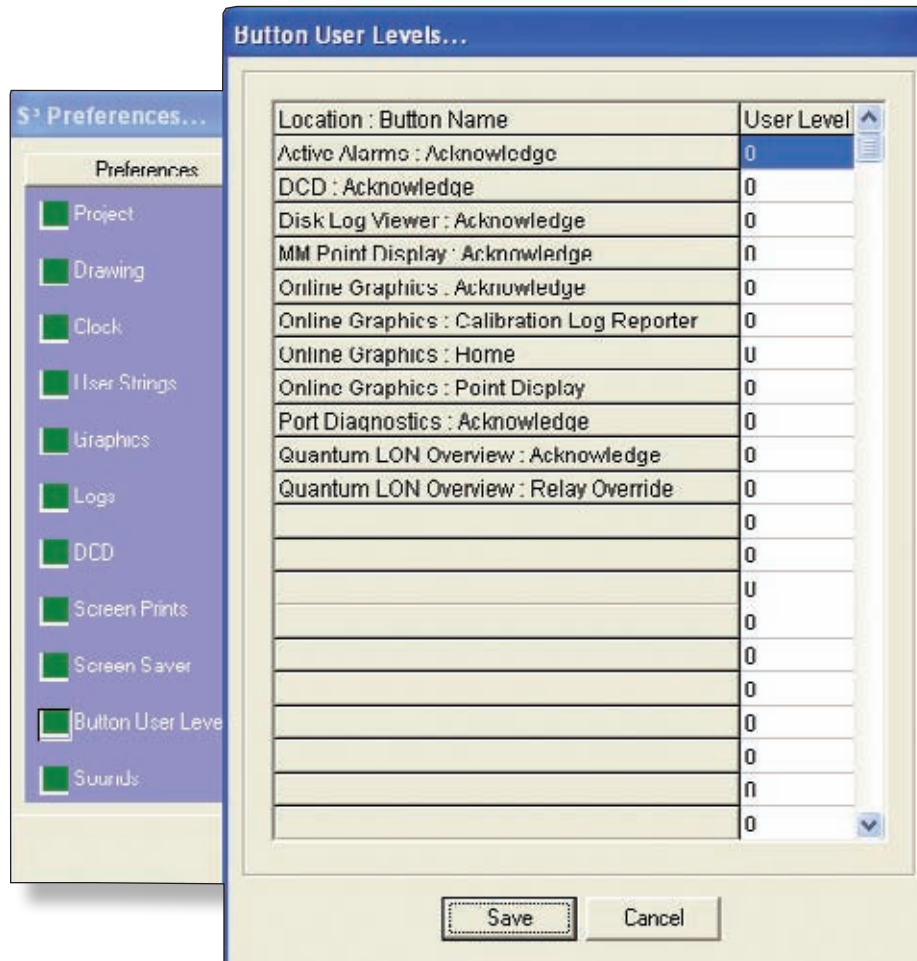 Button User Levels...
S³ Preferences...
Preferences
Project
Drawing
Clock
User Strings
Graphics
Logs
DCD
Screen Prints
Screen Saver
Button User Leve
Sounds
Location : Button Name User Level
Active Alarms : Acknowledge 0
DCD : Acknowledge 0
Disk Log Viewer : Acknowledge 0
MM Point Display : Acknowledge 0
Online Graphics : Acknowledge 0
Online Graphics : Calibration Log Reporter 0
Online Graphics : Home 0
Online Graphics : Point Display 0
Port Diagnostics : Acknowledge 0
Quantum LON Overview : Acknowledge 0
Quantum LON Overview : Relay Override 0
0
0
0
0
0
0
0
0
0
0
Save Cancel